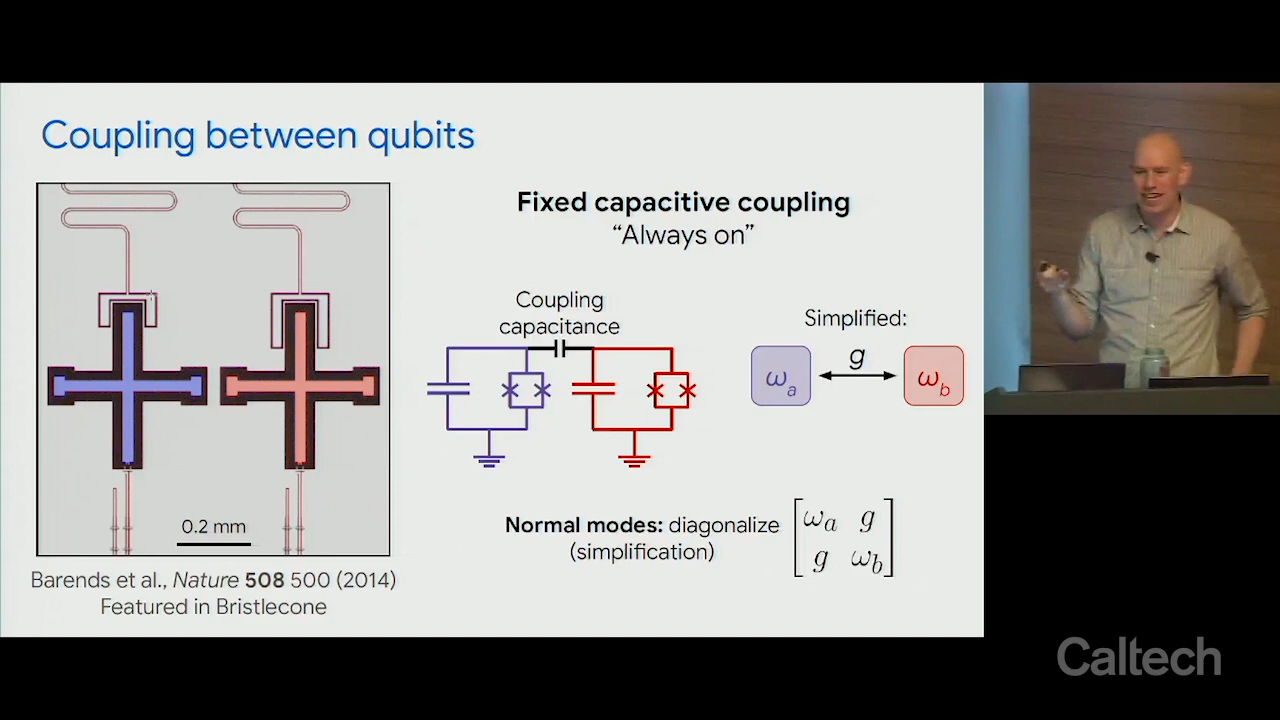 Coupling between qubits
Fixed capacitive coupling
“Always on”
Coupling
capacitance
Simplified:
ωa
g
ωb
0.2 mm
Normal modes: diagonalize
(simplification)
ωa g
g ωb
Barends et al., Nature 508 500 (2014)
Featured in Bristlecone
Caltech